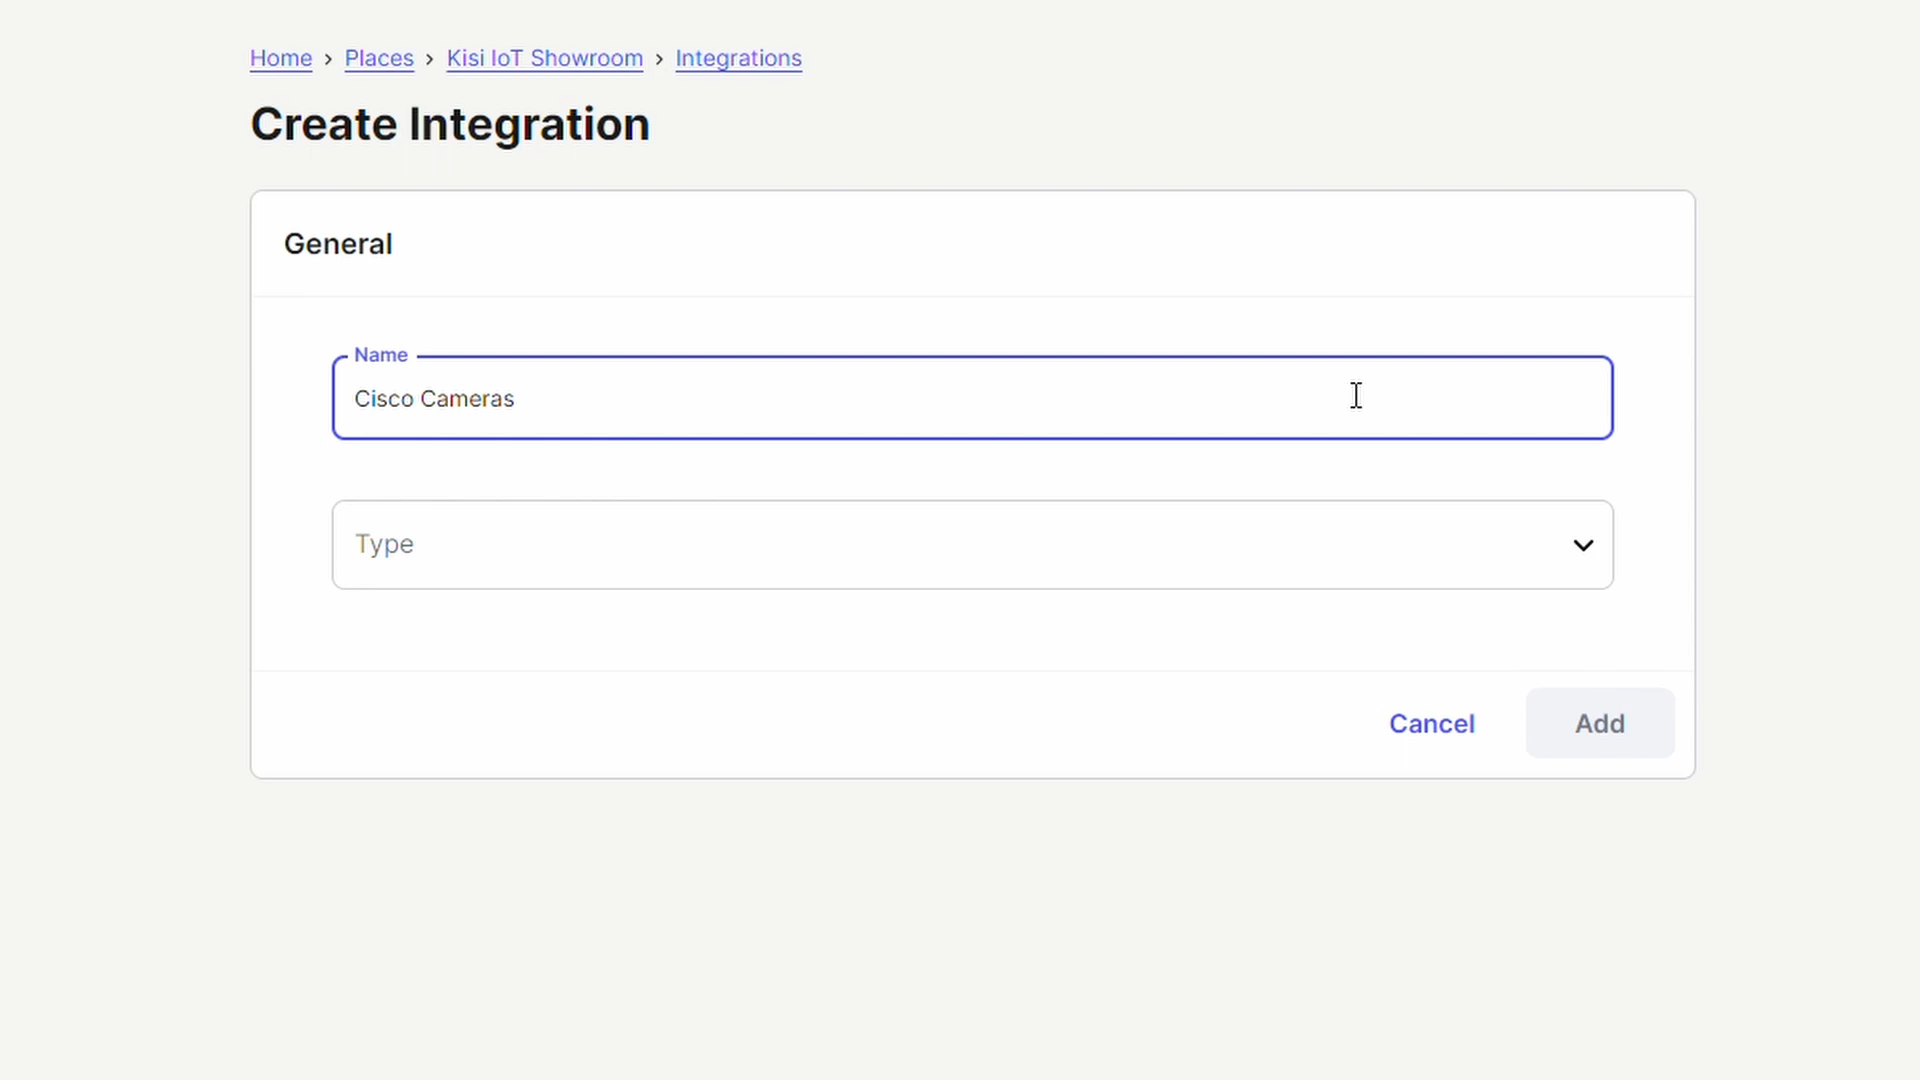 Home › Places › Kisi IoT Showroom › Integrations
Create Integration
General
Name
Cisco Cameras
Type
Cancel Add